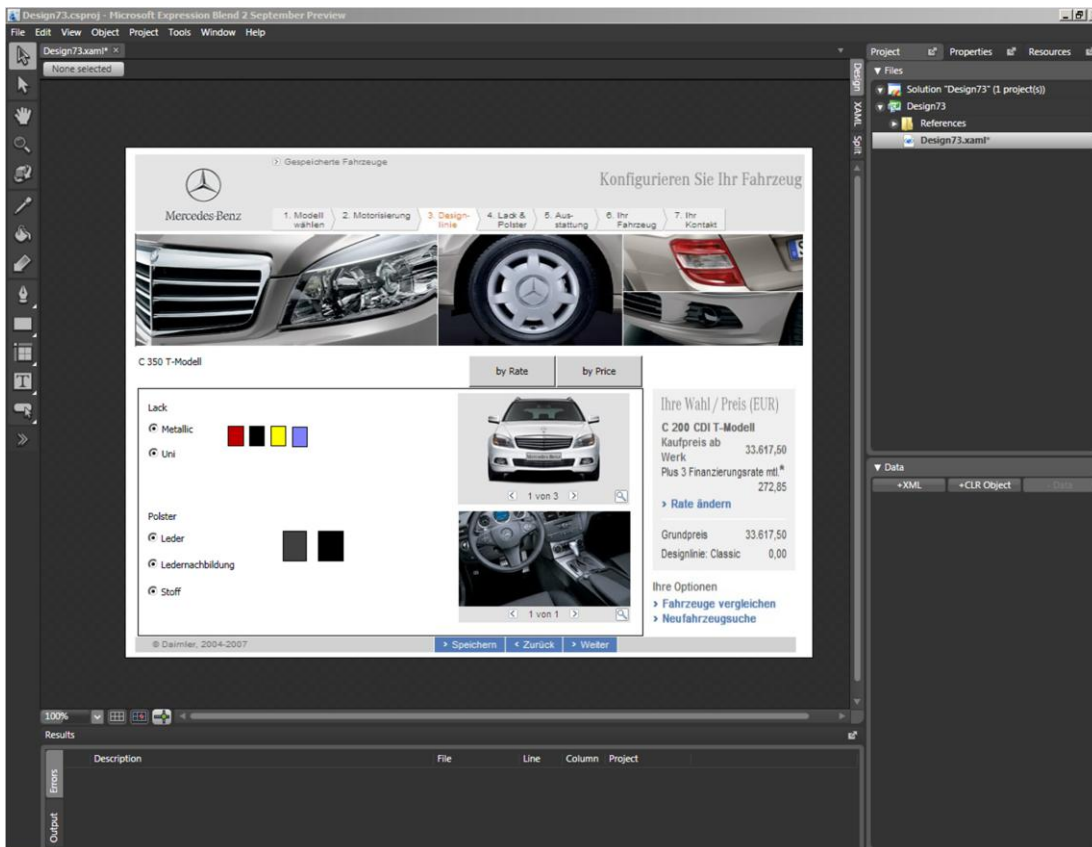 Design73.csproj - Microsoft Expression Blend 2 September Preview
File Edit View Object Project Tools Window Help
Design73.xaml* ×
None selected
Design
XAML
Split
Gespeicherte Fahrzeuge
Konfigurieren Sie Ihr Fahrzeug
Mercedes-Benz
1. Modell wählen
2. Motorisierung
3. Design-linie
4. Lack & Polster
5. Aus-stattung
6. Ihr Fahrzeug
7. Ihr Kontakt
C 350 T-Modell
by Rate
by Price
Lack
Metallic
Uni
Polster
Leder
Ledernachbildung
Stoff
1 von 3
1 von 1
Ihre Wahl / Preis (EUR)
C 200 CDI T-Modell
Kaufpreis ab
Werk 33.617,50
Plus 3 Finanzierungsrate mtl.*
272,85
› Rate ändern
Grundpreis 33.617,50
Designlinie: Classic 0,00
Ihre Optionen
› Fahrzeuge vergleichen
› Neufahrzeugsuche
© Daimler, 2004-2007
› Speichern ‹ Zurück › Weiter
100%
Results
Errors
Output
Description File Line Column Project
Project Properties Resources
Files
Solution "Design73" (1 project(s))
Design73
References
Design73.xaml*
Data
+XML +CLR Object - Data